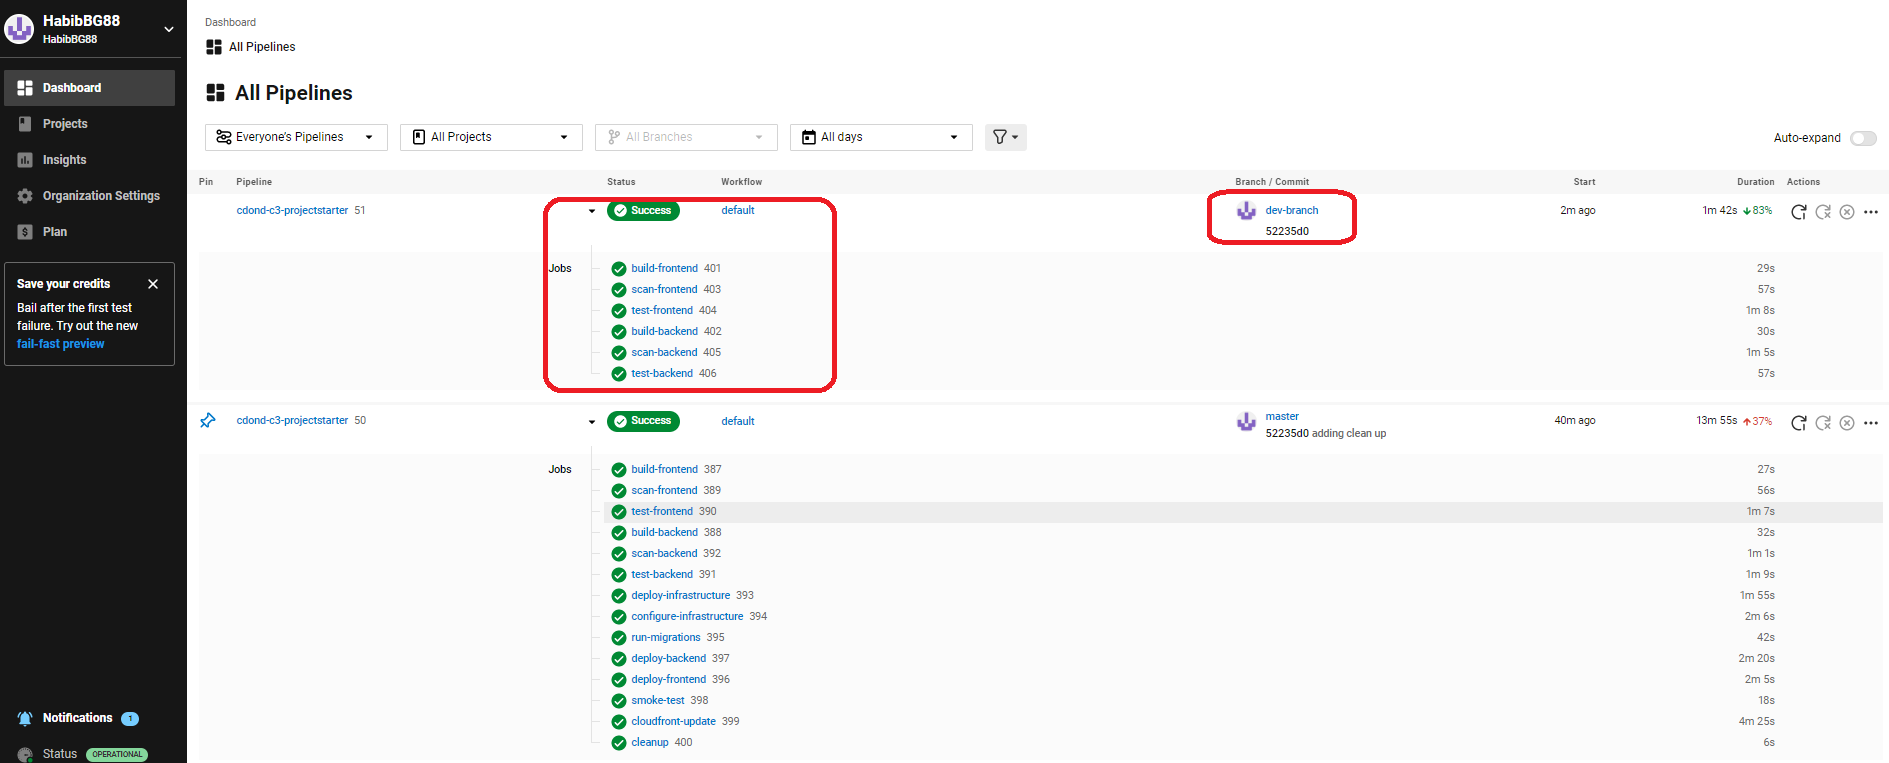 HabibBG88
HabibBG88
Dashboard
Projects
Insights
Organization Settings
Plan
Save your credits
Bail after the first test
failure. Try out the new
fail-fast preview
Notifications 1
Status OPERATIONAL
Dashboard
All Pipelines
All Pipelines
Everyone's Pipelines All Projects All Branches All days Auto-expand
Pin Pipeline Status Workflow Branch / Commit Start Duration Actions
cdond-c3-projectstarter 51 Success default dev-branch 2m ago 1m 42s 83%
52235d0
Jobs build-frontend 401 29s
scan-frontend 403 57s
test-frontend 404 1m 8s
build-backend 402 30s
scan-backend 405 1m 5s
test-backend 406 57s
cdond-c3-projectstarter 50 Success default master 40m ago 13m 55s 37%
52235d0 adding clean up
Jobs build-frontend 387 27s
scan-frontend 389 56s
test-frontend 390 1m 7s
build-backend 388 32s
scan-backend 392 1m 1s
test-backend 391 1m 9s
deploy-infrastructure 393 1m 55s
configure-infrastructure 394 2m 6s
run-migrations 395 42s
deploy-backend 397 2m 20s
deploy-frontend 396 2m 5s
smoke-test 398 18s
cloudfront-update 399 4m 25s
cleanup 400 6s